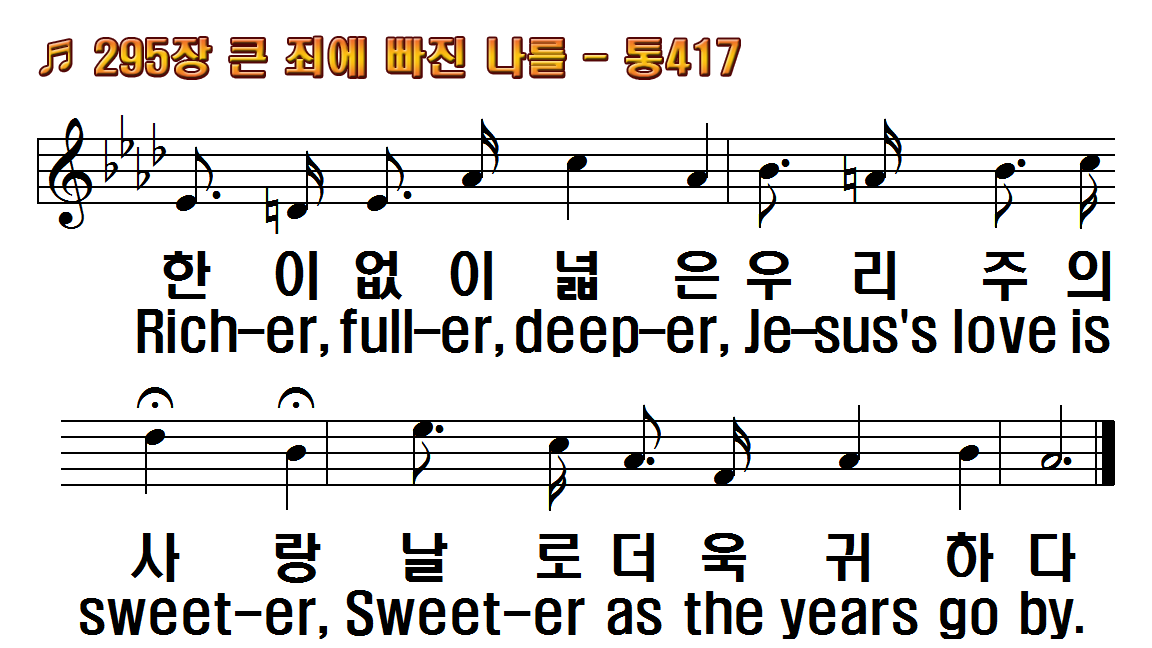 295장 큰 죄에 빠진 나를 - 통417
한 이 없 이 넓 은 우 리 주 의
Rich-er, full-er, deep-er, Je-sus's love is
사 랑 날 로 더 욱 귀 하 다
sweet-er, Sweet-er as the years go by.